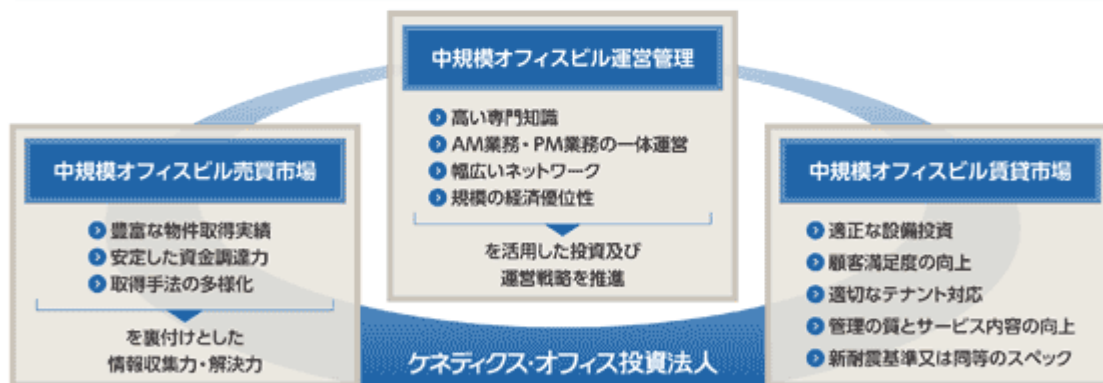 中規模オフィスビル運営管理
高い専門知識
AM業務・PM業務の一体運営
幅広いネットワーク
規模の経済優位性
を活用した投資及び
運営戦略を推進
中規模オフィスビル売買市場
豊富な物件取得実績
安定した資金調達力
取得手法の多様化
を裏付けとした
情報収集力・解決力
中規模オフィスビル賃貸市場
適正な設備投資
顧客満足度の向上
適切なテナント対応
管理の質とサービス内容の向上
新耐震基準又は同等のスペック
ケネディクス・オフィス投資法人